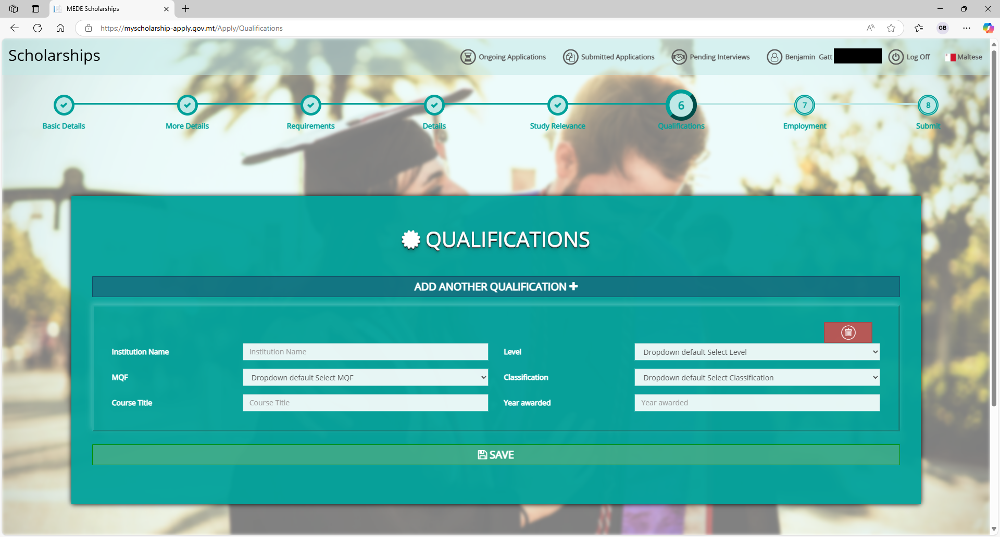 MEDE Scholarships
https://myscholarship-apply.gov.mt/Apply/Qualifications
GB
Scholarships
Ongoing Applications
Submitted Applications
Pending Interviews
Benjamin Gatt
Log Off
Maltese
6
7
8
Basic Details
More Details
Requirements
Details
Study Relevance
Qualifications
Employment
Submit
QUALIFICATIONS
ADD ANOTHER QUALIFICATION
Institution Name
Institution Name
Level
Dropdown default Select Level
MQF
Dropdown default Select MQF
Classification
Dropdown default Select Classification
Course Title
Course Title
Year awarded
Year awarded
SAVE